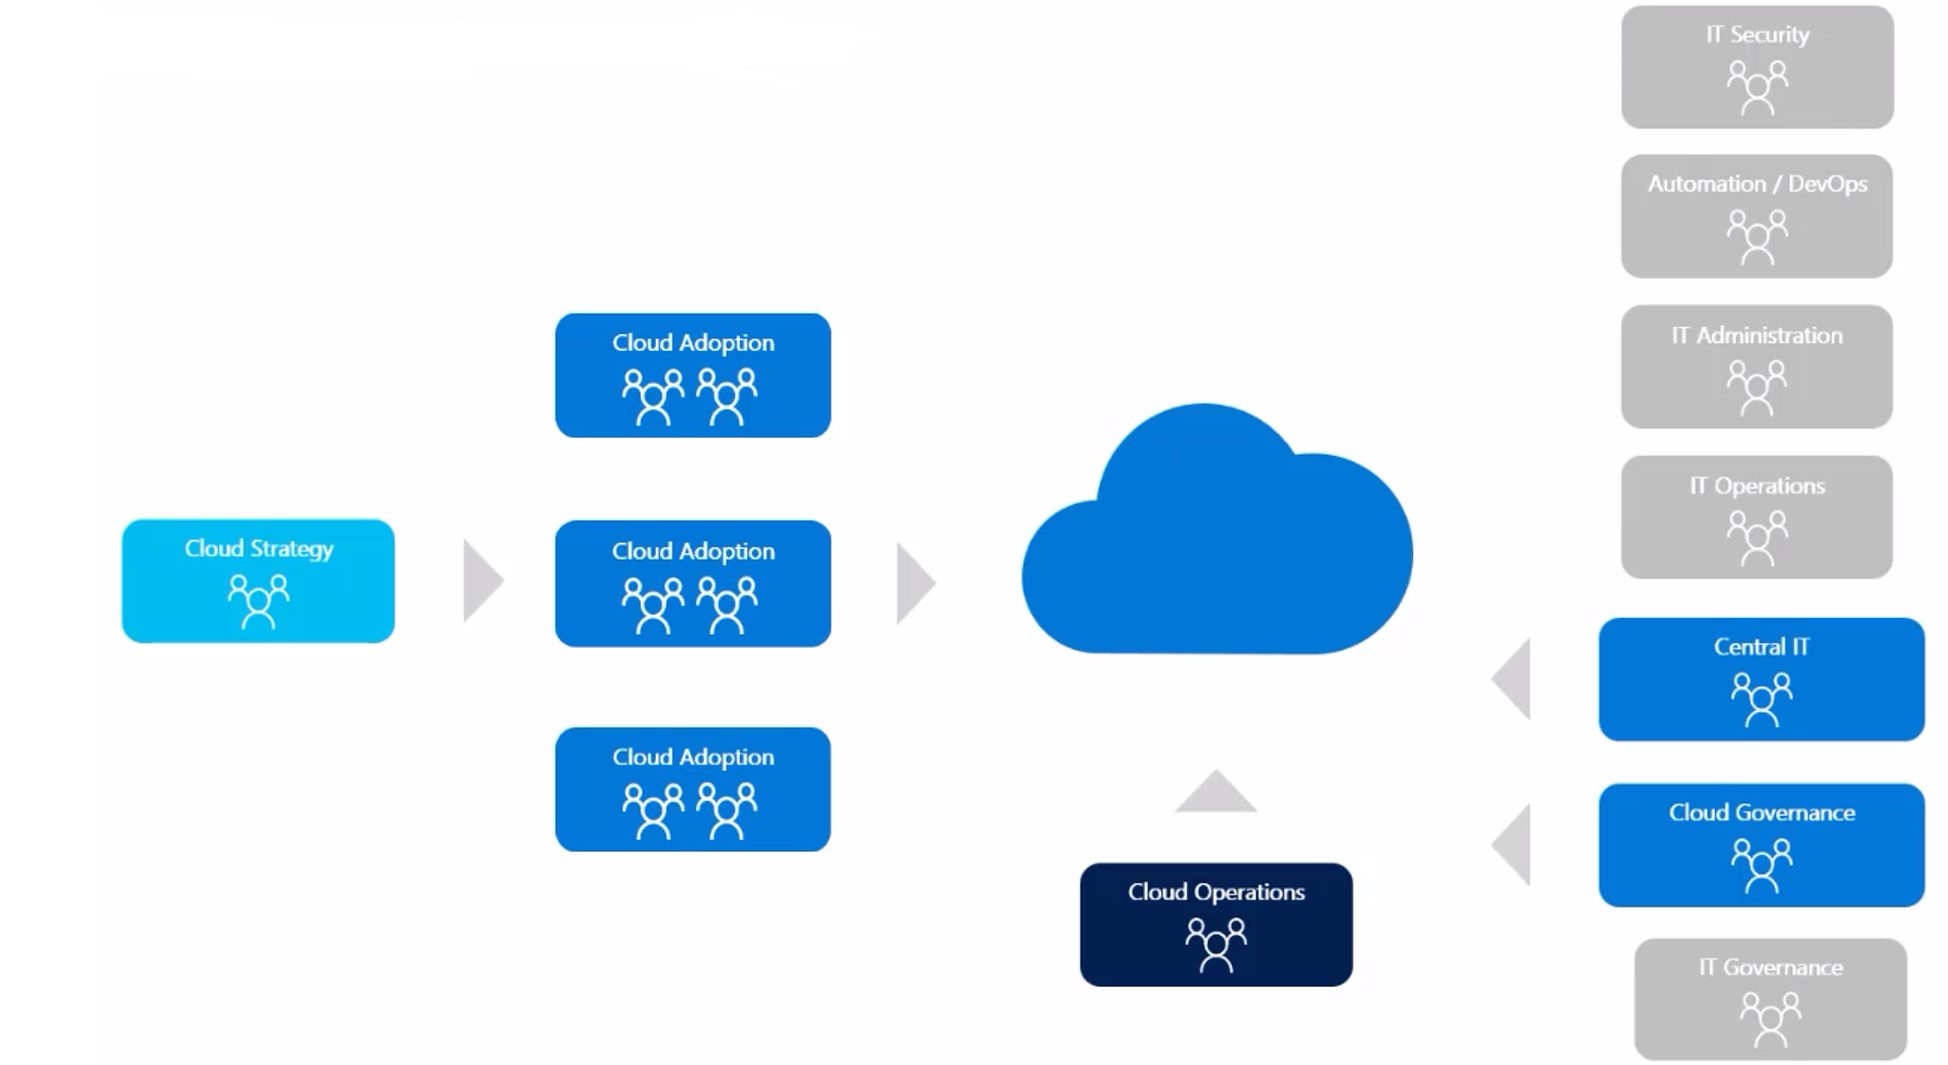 Cloud Strategy
Cloud Adoption
Cloud Adoption
Cloud Adoption
Cloud Operations
IT Security
Automation / DevOps
IT Administration
IT Operations
Central IT
Cloud Governance
IT Governance